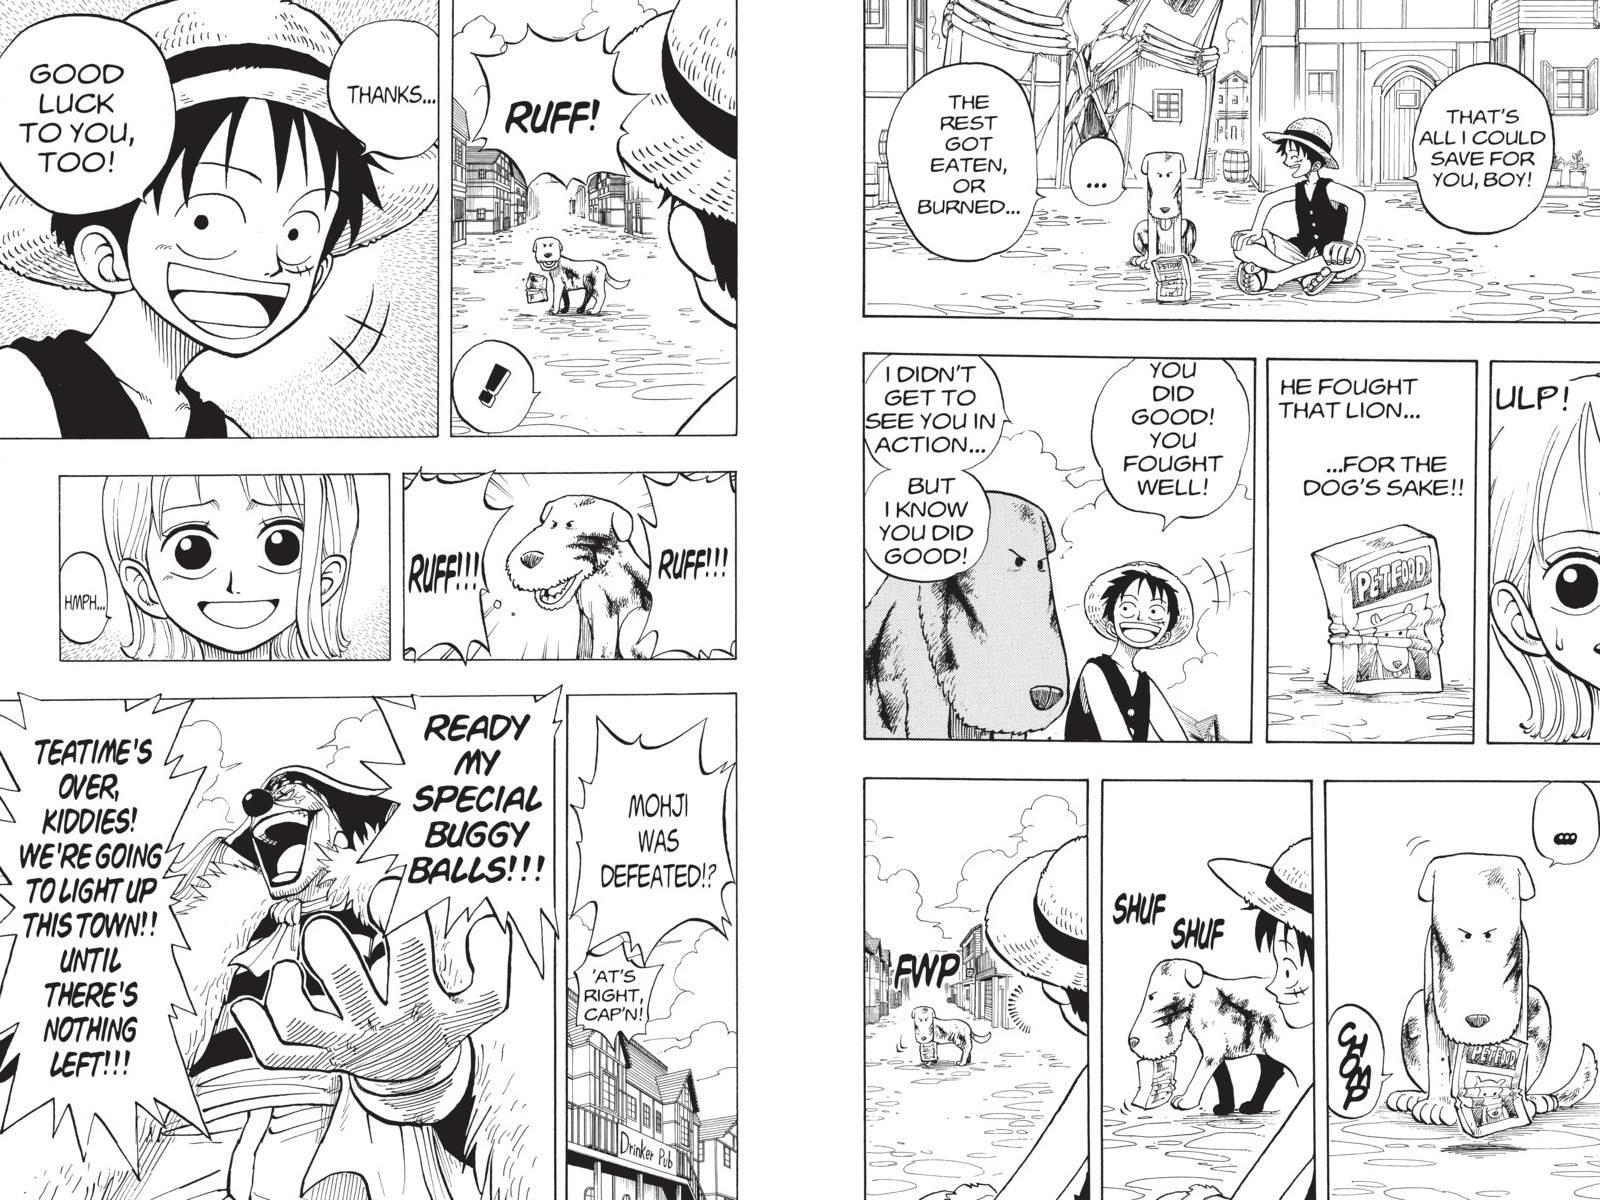 THAT'S
ALL I COULD
SAVE FOR
YOU, BOY!
...
THE
REST
GOT
EATEN,
OR
BURNED...
PETFOOD
ULP!
HE FOUGHT
THAT LION...
...FOR THE
DOG'S SAKE!!
PETFOOD
YOU
DID
GOOD!
YOU
FOUGHT
WELL!
I DIDN'T
GET TO
SEE YOU IN
ACTION...
BUT
I KNOW
YOU DID
GOOD!
...
CHOMP
PETFOOD
SHUF
SHUF
FWP
RUFF!
!!
THANKS...
GOOD
LUCK
TO YOU,
TOO!
RUFF!!!
RUFF!!!
HMPH...
MOHJI
WAS
DEFEATED!?
'AT'S
RIGHT,
CAP'N!
Drinker Pub
READY
MY
SPECIAL
BUGGY
BALLS!!!
TEATIME'S
OVER,
KIDDIES!
WE'RE GOING
TO LIGHT UP
THIS TOWN!!
UNTIL
THERE'S
NOTHING
LEFT!!!